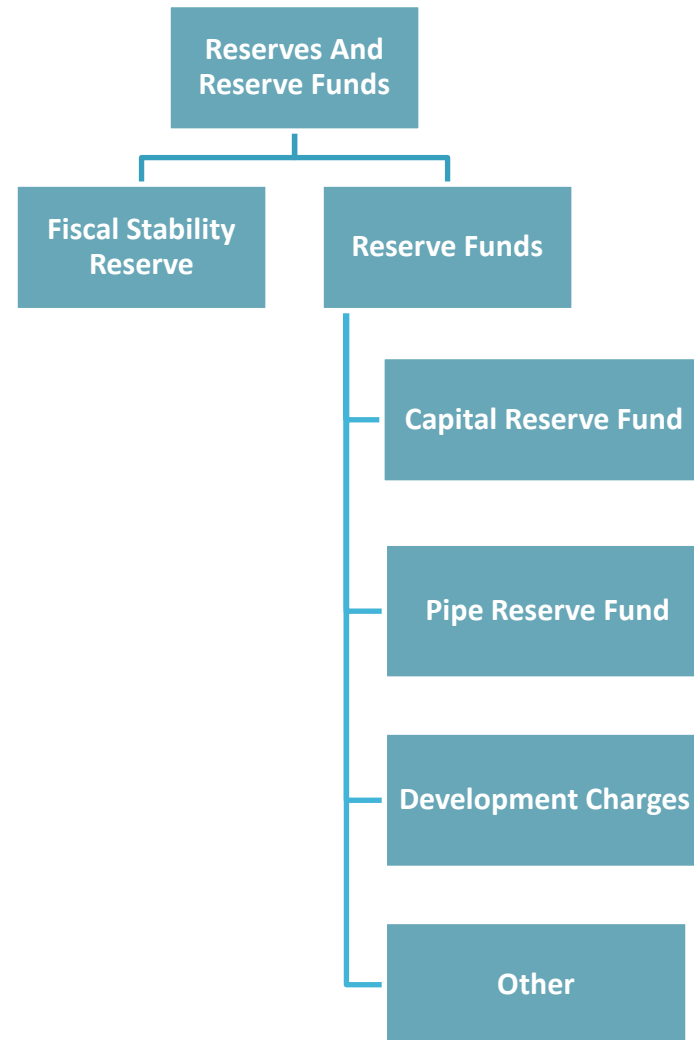 Reserves And
Reserve Funds
Fiscal Stability
Reserve
Reserve Funds
Capital Reserve Fund
Pipe Reserve Fund
Development Charges
Other